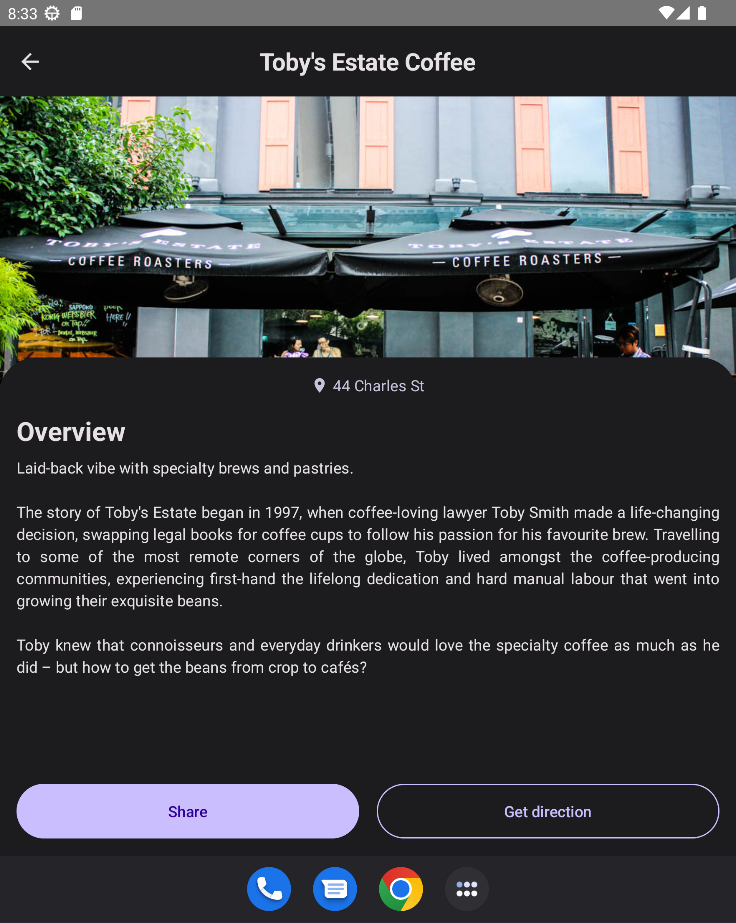 8:33
Toby's Estate Coffee
TOBY'S ESTATE
TOBY'S ESTATE
— COFFEE ROASTERS —
— COFFEE ROASTERS —
SAPPORO
HERE!!
on Tap!!
44 Charles St
Overview
Laid-back vibe with specialty brews and pastries.
The story of Toby's Estate began in 1997, when coffee-loving lawyer Toby Smith made a life-changing
decision, swapping legal books for coffee cups to follow his passion for his favourite brew. Travelling
to some of the most remote corners of the globe, Toby lived amongst the coffee-producing
communities, experiencing first-hand the lifelong dedication and hard manual labour that went into
growing their exquisite beans.
Toby knew that connoisseurs and everyday drinkers would love the specialty coffee as much as he
did – but how to get the beans from crop to cafés?
Share
Get direction